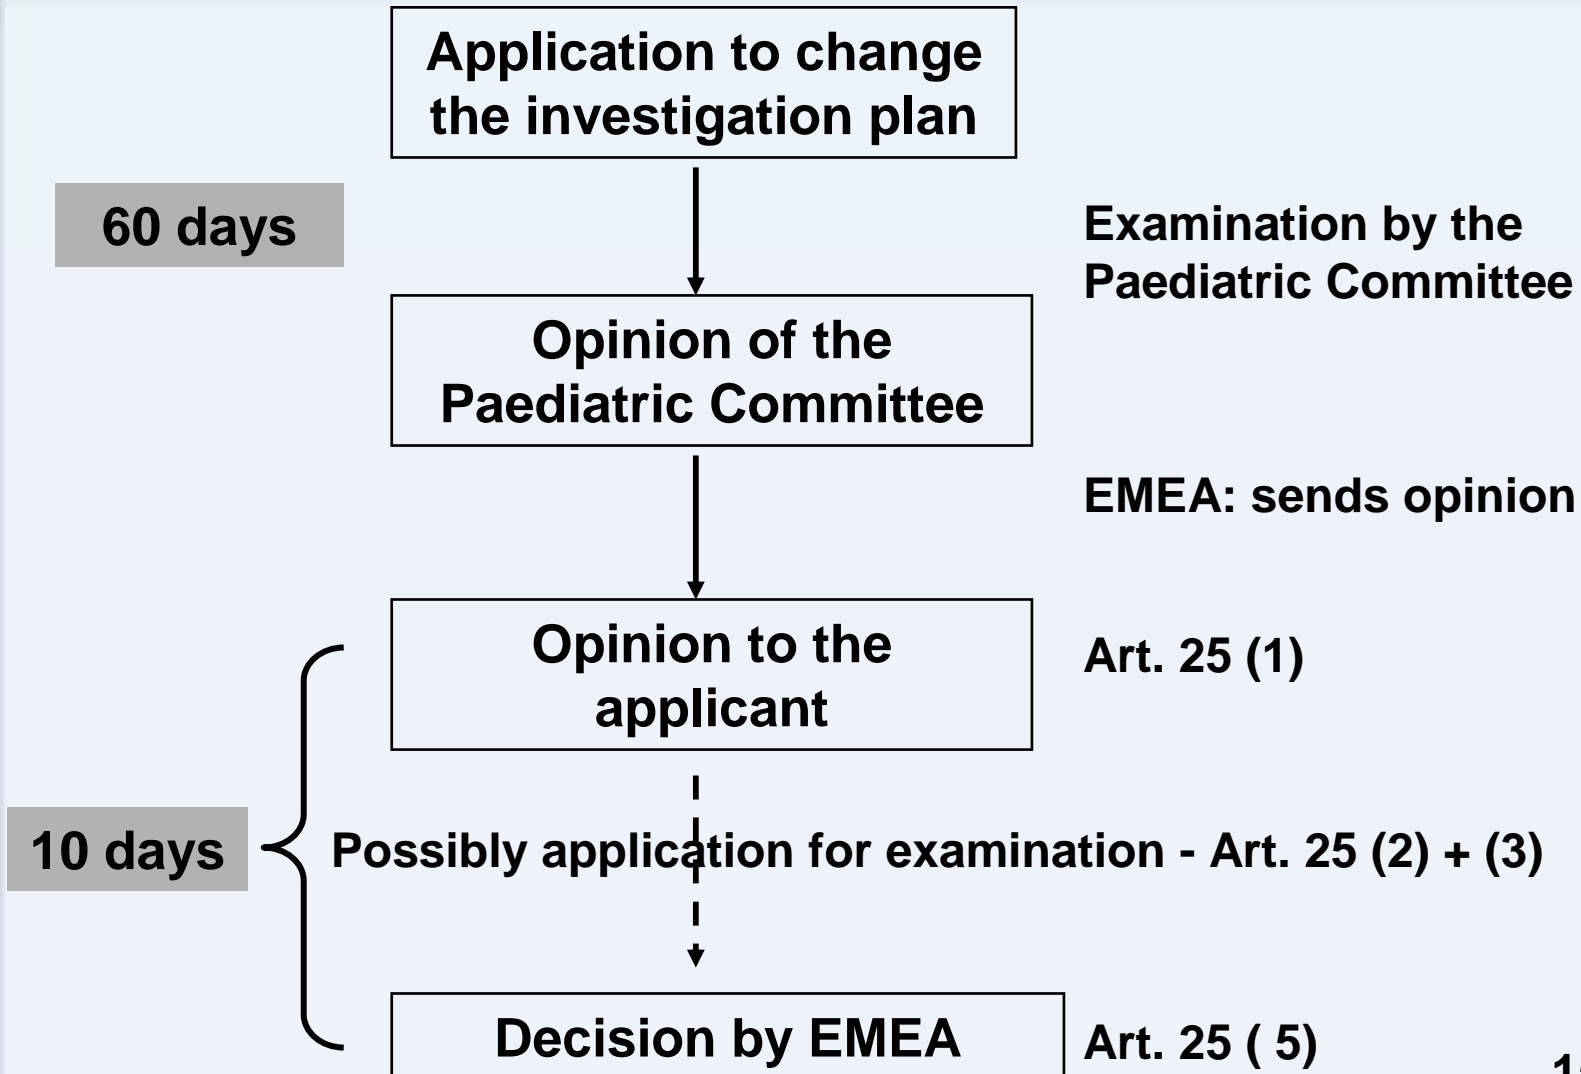 Application to change
the investigation plan
60 days
Examination by the
Paediatric Committee
Opinion of the
Paediatric Committee
EMEA: sends opinion
Opinion to the
applicant
Art. 25 (1)
10 days
Possibly application for examination - Art. 25 (2) + (3)
Decision by EMEA
Art. 25 ( 5)